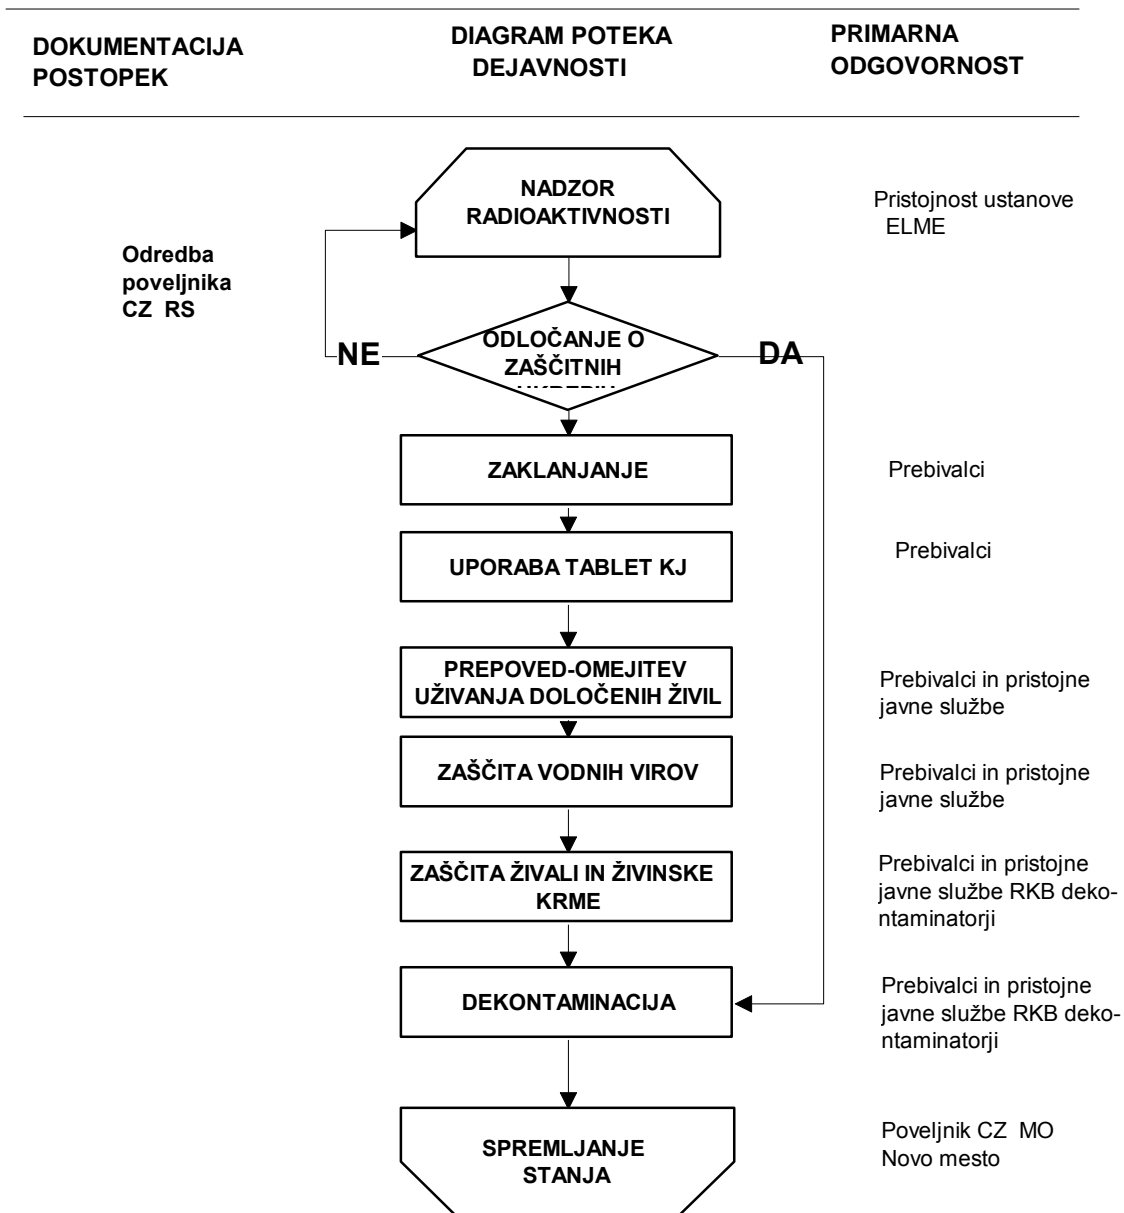 DOKUMENTACIJA
POSTOPEK
DIAGRAM POTEKA
DEJAVNOSTI
PRIMARNA
ODGOVORNOST
NADZOR
RADIOAKTIVNOSTI
Pristojnost ustanove
ELME
Odredba
poveljnika
CZ RS
NE
ODLOČANJE O
ZAŠČITNIH
DA
ZAKLANJANJE
Prebivalci
UPORABA TABLET KJ
Prebivalci
PREPOVED-OMEJITEV
UŽIVANJA DOLOČENIH ŽIVIL
Prebivalci in pristojne
javne službe
ZAŠČITA VODNIH VIROV
Prebivalci in pristojne
javne službe
ZAŠČITA ŽIVALI IN ŽIVINSKE
KRME
Prebivalci in pristojne
javne službe RKB deko-
ntaminatorji
DEKONTAMINACIJA
Prebivalci in pristojne
javne službe RKB deko-
ntaminatorji
SPREMLJANJE
STANJA
Poveljnik CZ MO
Novo mesto